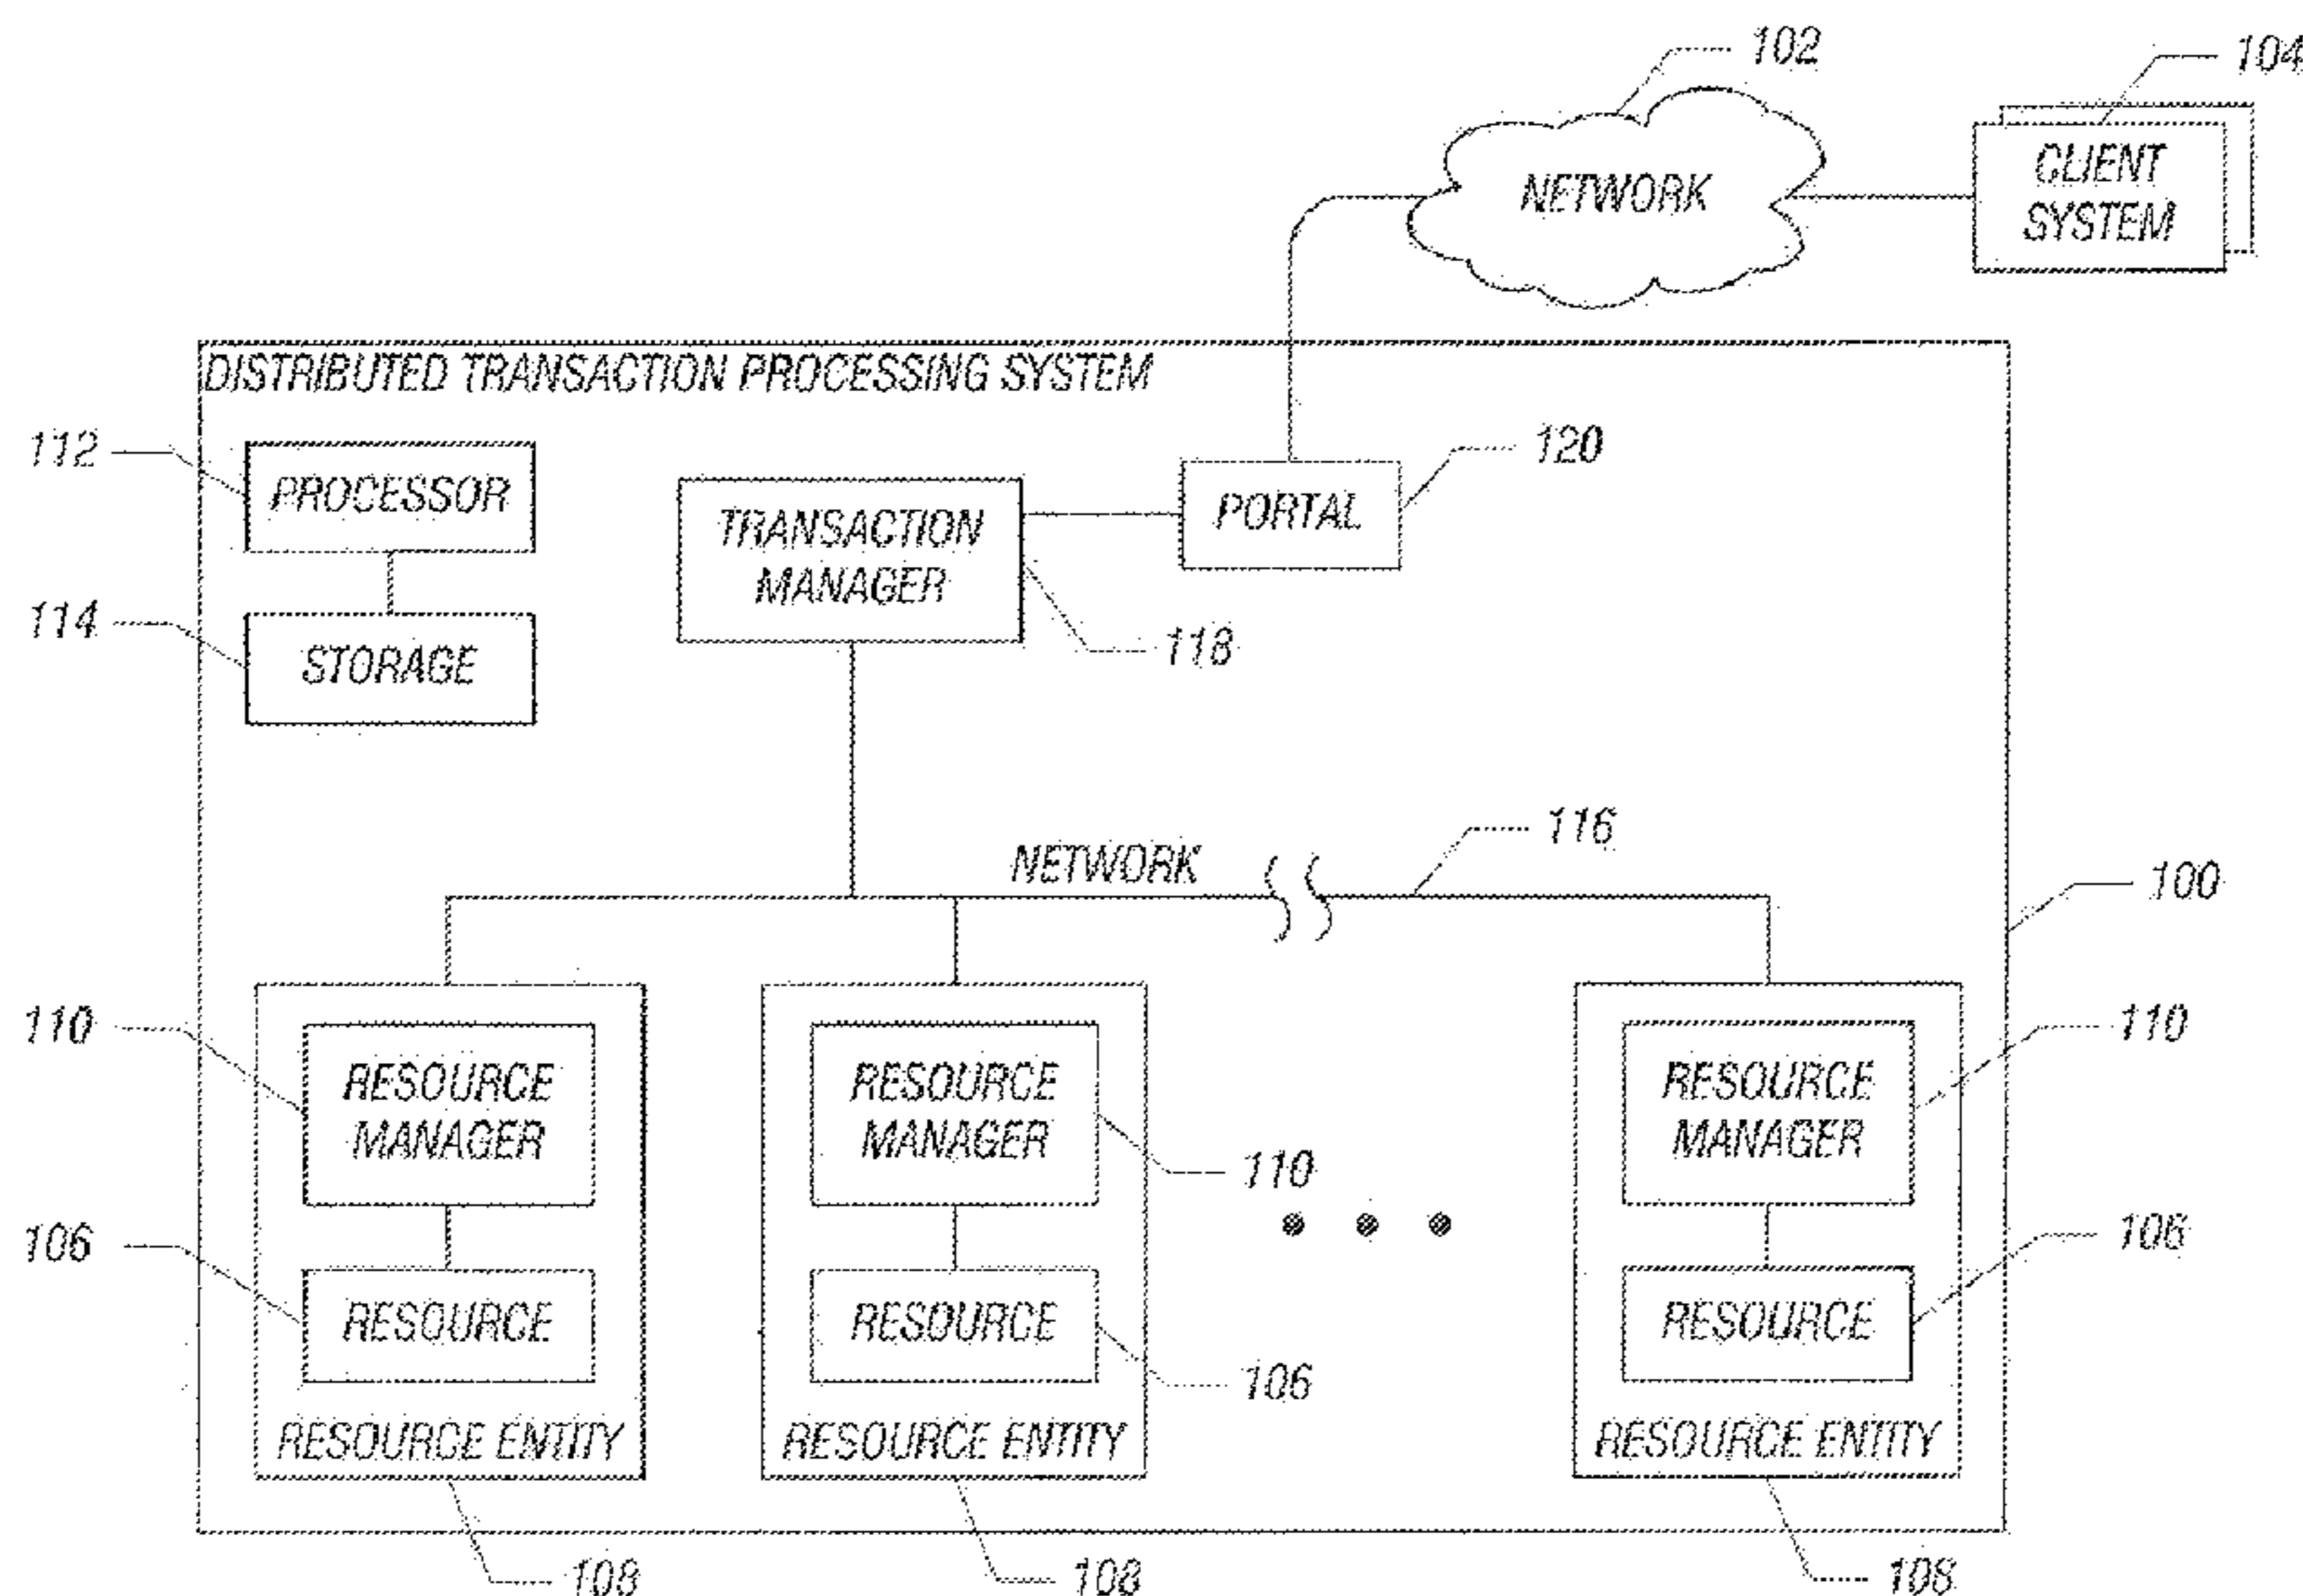 102
104
NETWORK
CLIENT
SYSTEM
DISTRIBUTED TRANSACTION PROCESSING SYSTEM
112
PROCESSOR
TRANSACTION
MANAGER
PORTAL
120
114
STORAGE
118
NETWORK
116
100
110
RESOURCE
MANAGER
RESOURCE
MANAGER
110
RESOURCE
MANAGER
110
106
RESOURCE
RESOURCE
106
RESOURCE
106
RESOURCE ENTITY
RESOURCE ENTITY
RESOURCE ENTITY
108
108
108